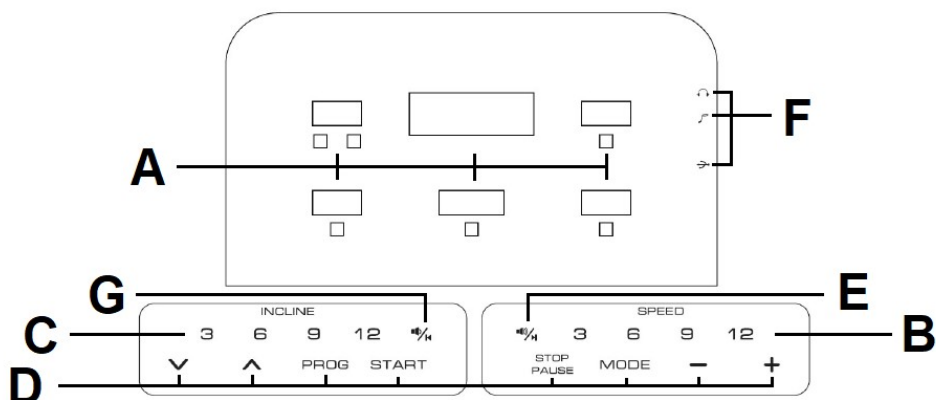 F
A
G
E
INCLINE
SPEED
C
3 6 9 12
3 6 9 12
B
PROG START
STOP
PAUSE
MODE
- +
D